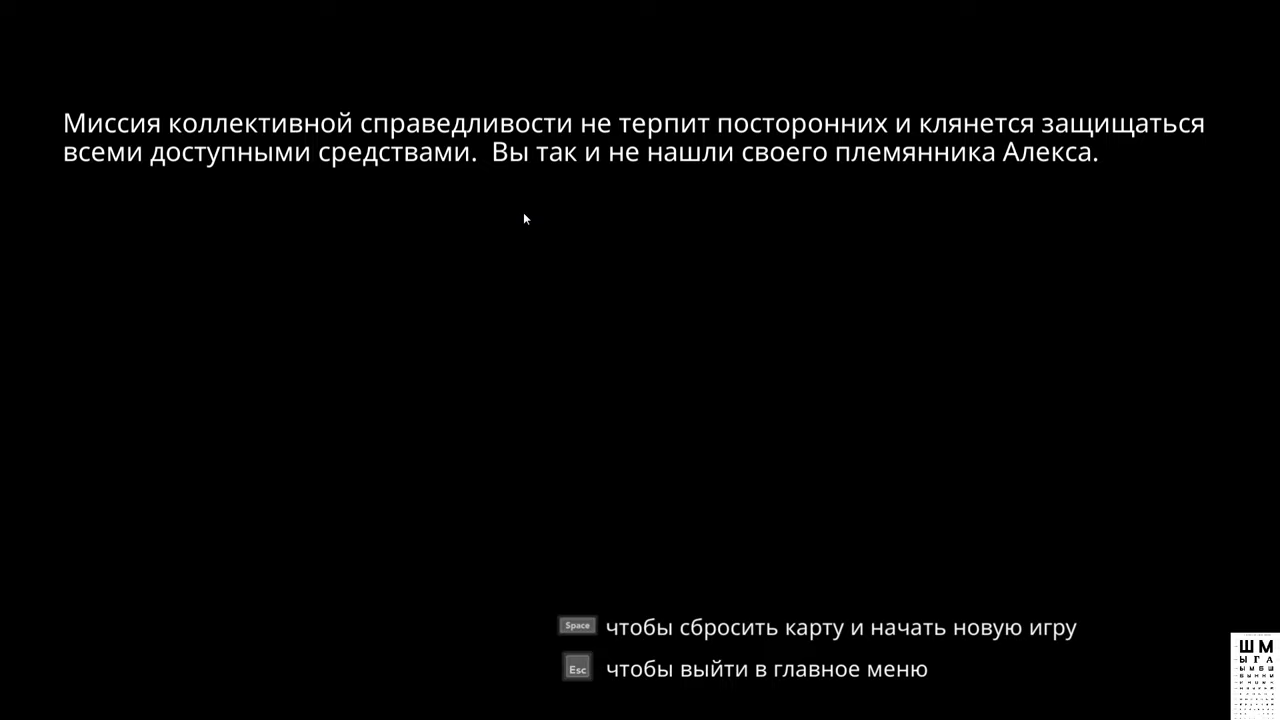 Миссия коллективной справедливости не терпит посторонних и клянется защищаться
всеми доступными средствами.  Вы так и не нашли своего племянника Алекса.
Space чтобы сбросить карту и начать новую игру
Esc чтобы выйти в главное меню
Ш М
Ы Г А